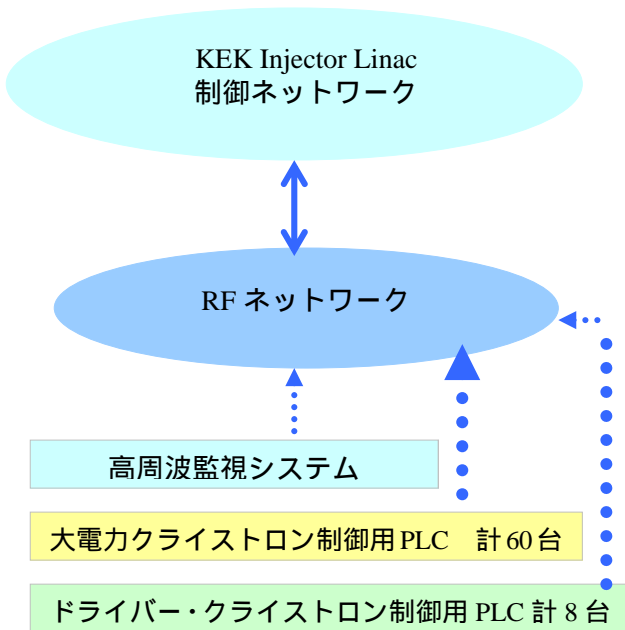 KEK Injector Linac
制御ネットワーク
RF ネットワーク
高周波監視システム
大電力クライストロン制御用 PLC　計 60 台
ドライバー・クライストロン制御用 PLC 計 8 台